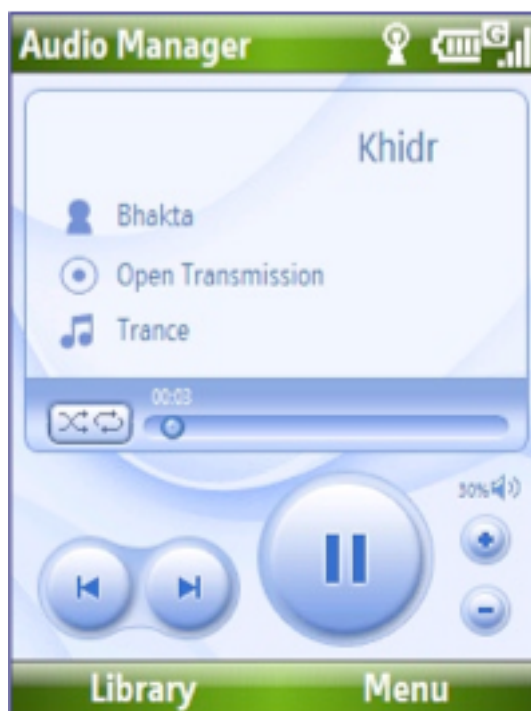 Audio Manager G
Khidr
Bhakta
Open Transmission
Trance
00:03
30%
Library Menu